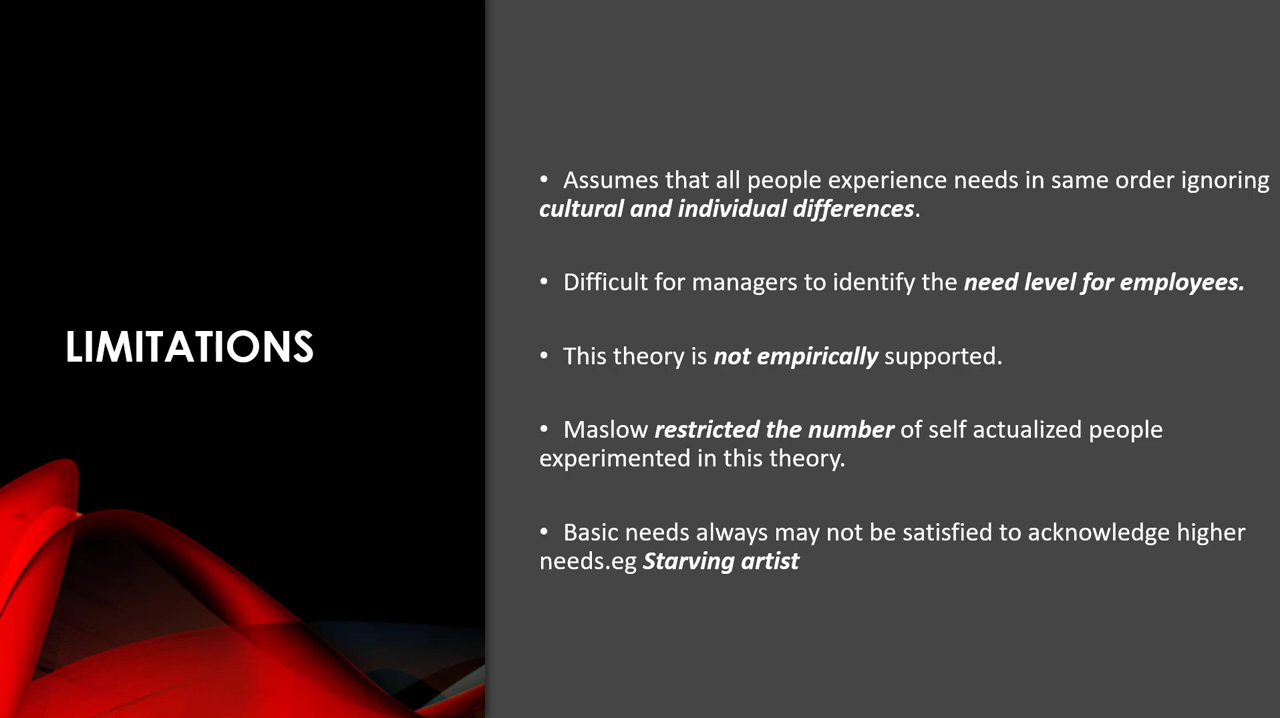 LIMITATIONS
• Assumes that all people experience needs in same order ignoring
cultural and individual differences.
• Difficult for managers to identify the need level for employees.
• This theory is not empirically supported.
• Maslow restricted the number of self actualized people
experimented in this theory.
• Basic needs always may not be satisfied to acknowledge higher
needs.eg Starving artist